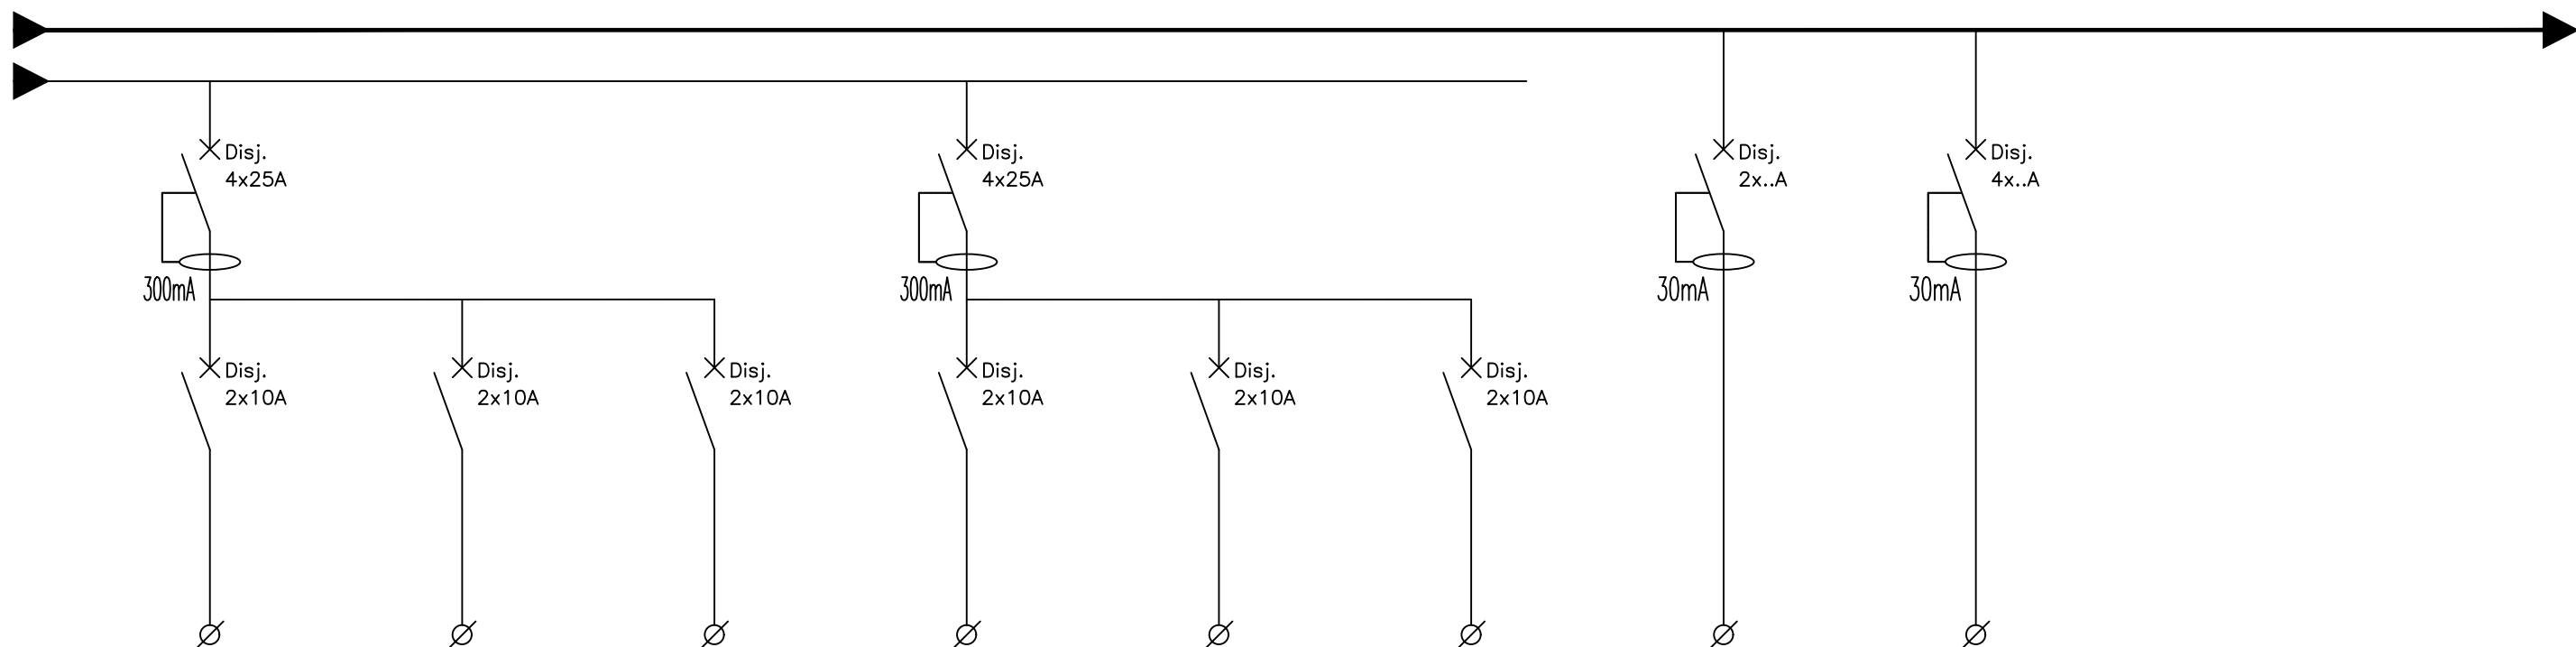 Disj.
4x25A
300mA
Disj.
4x25A
300mA
Disj.
2x..A
30mA
Disj.
4x..A
30mA
Disj.
2x10A
Disj.
2x10A
Disj.
2x10A
Disj.
2x10A
Disj.
2x10A
Disj.
2x10A